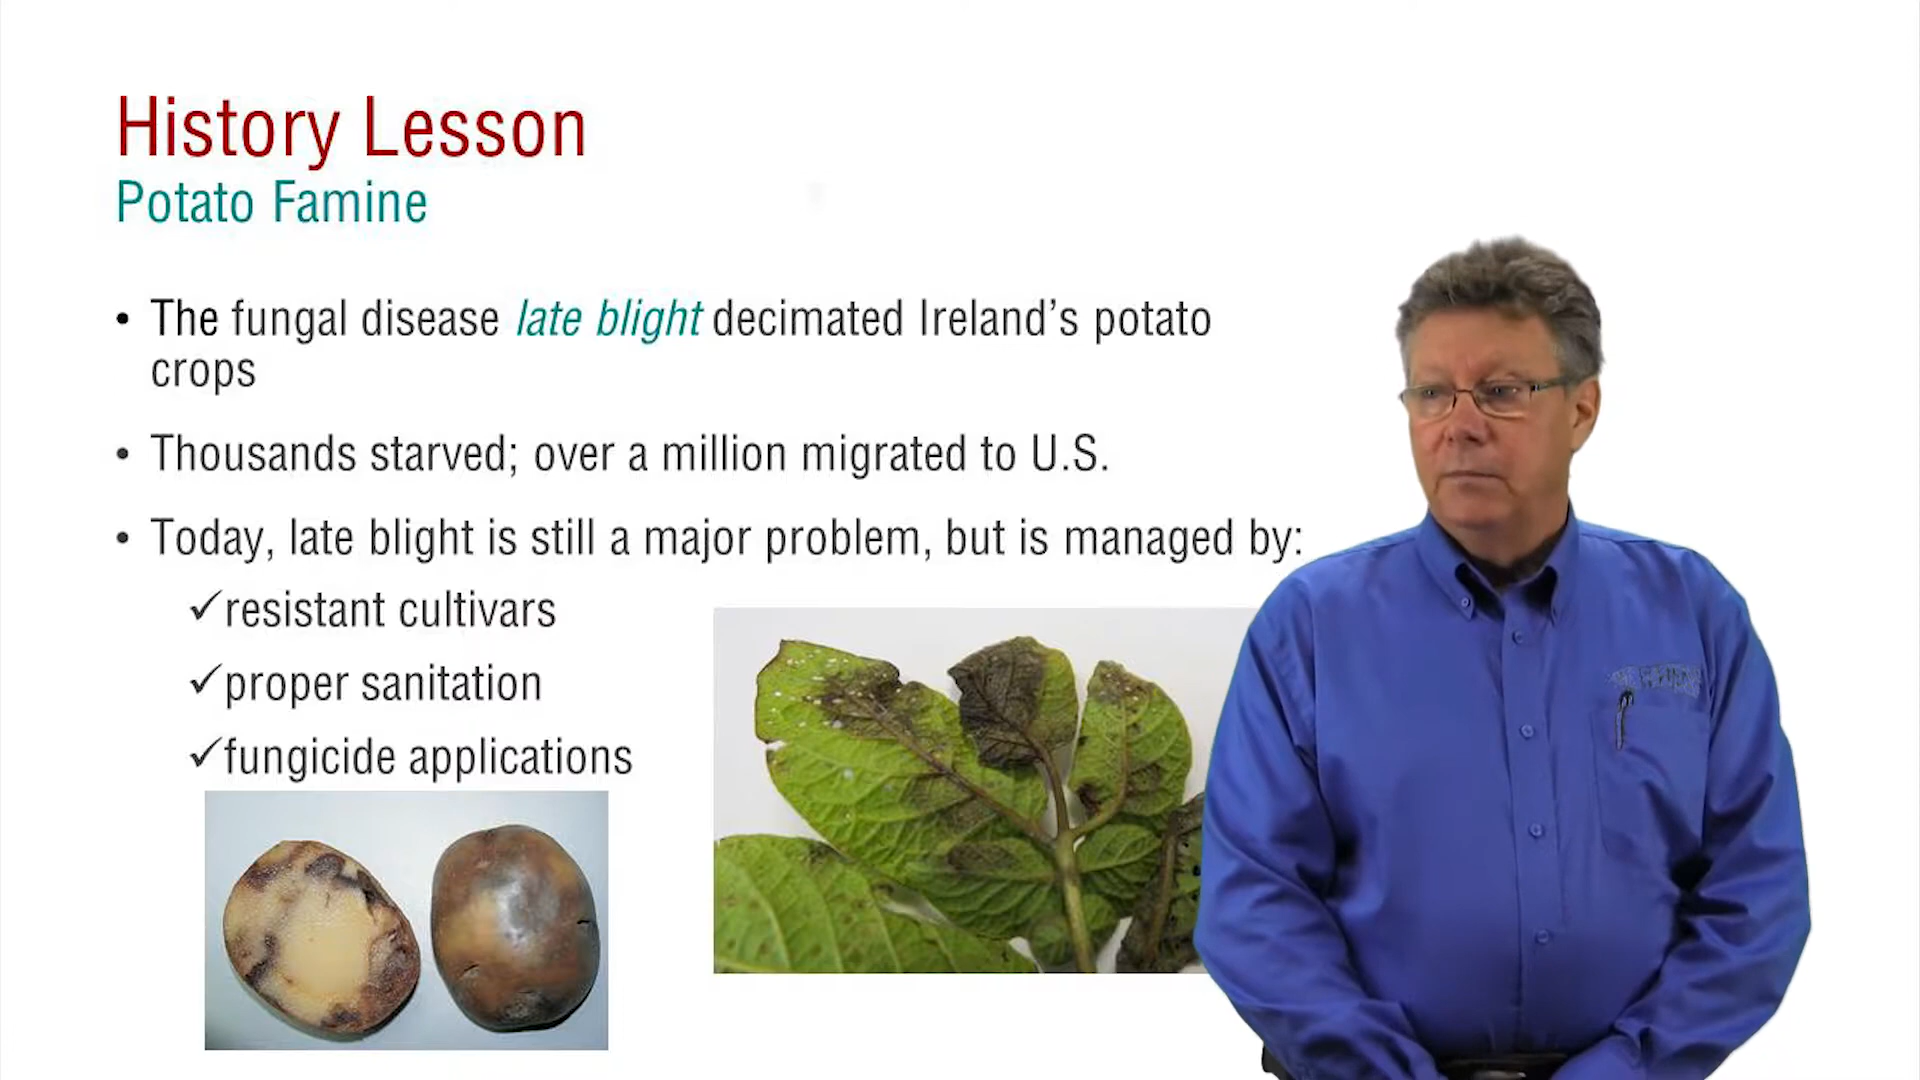 History Lesson
Potato Famine
• The fungal disease late blight decimated Ireland's potato
crops
• Thousands starved; over a million migrated to U.S.
• Today, late blight is still a major problem, but is managed by:
✓resistant cultivars
✓proper sanitation
✓fungicide applications